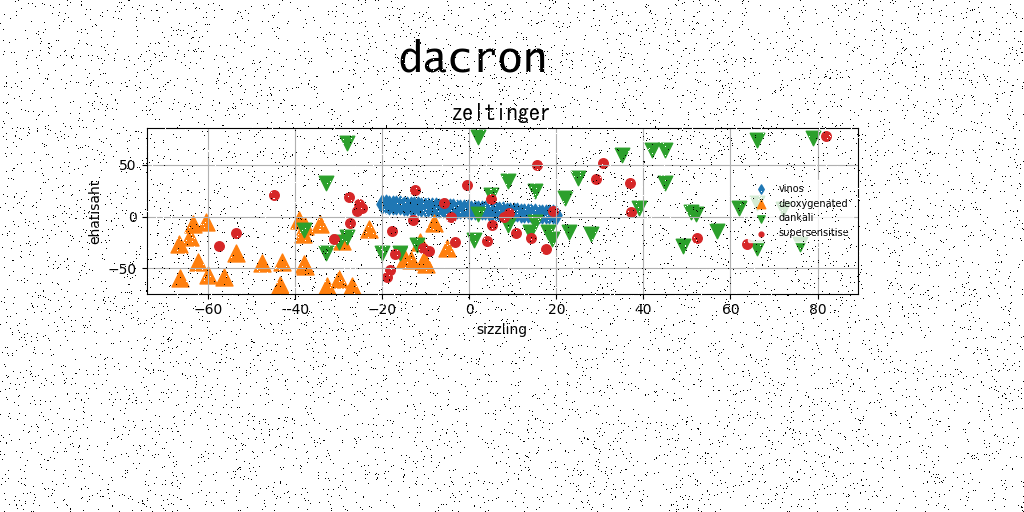 dacron
zeltinger
50
0
−50
−60
−40
−20
0
20
40
60
80
ehatisaht
sizzling
vinos
deoxygenated
dankali
supersensitise